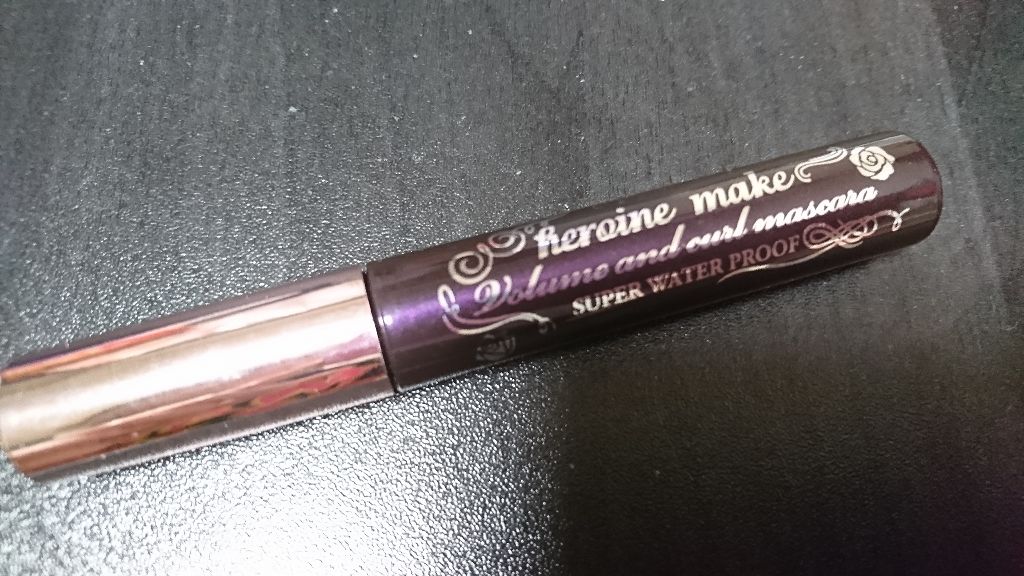 heroine make
Volume and curl mascara
SUPER WATER PROOF